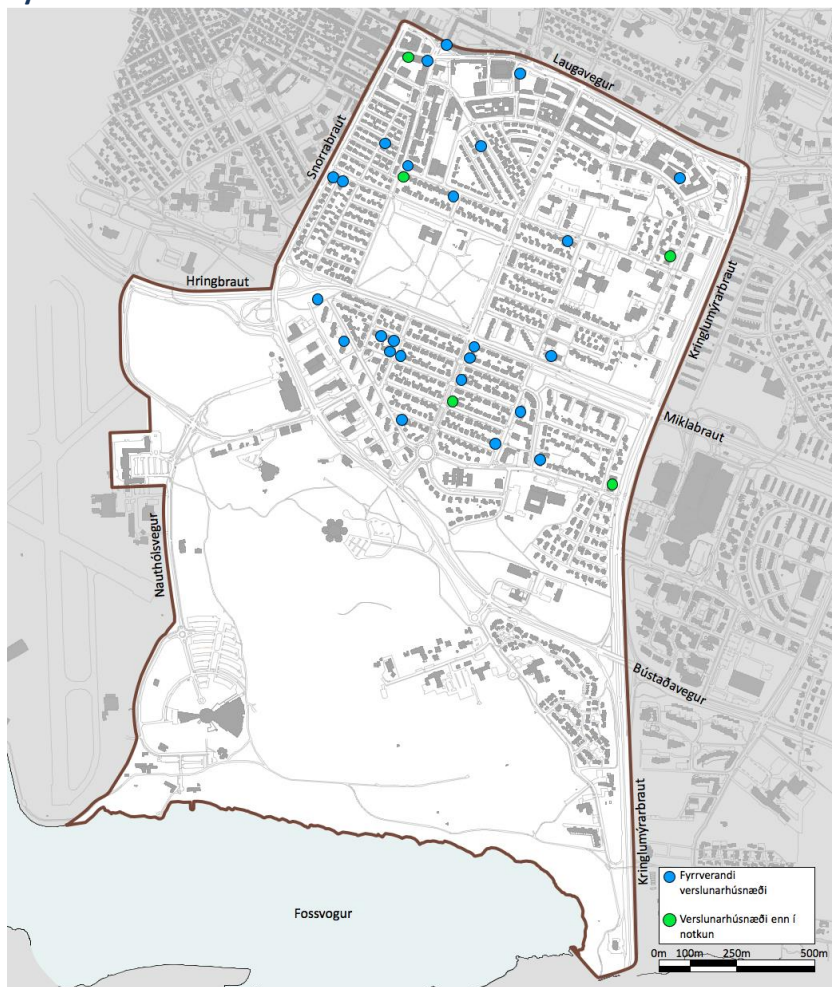 Laugavegur
Snorrabraut
Hringbraut
Kringlumýrarbraut
Miklabraut
Nauthólsvegur
Bústaðavegur
Kringlumýrarbraut
Fossvogur
Fyrrverandi
verslunarhúsnæði
Verslunarhúsnæði enn í
notkun
0m 100m 250m 500m